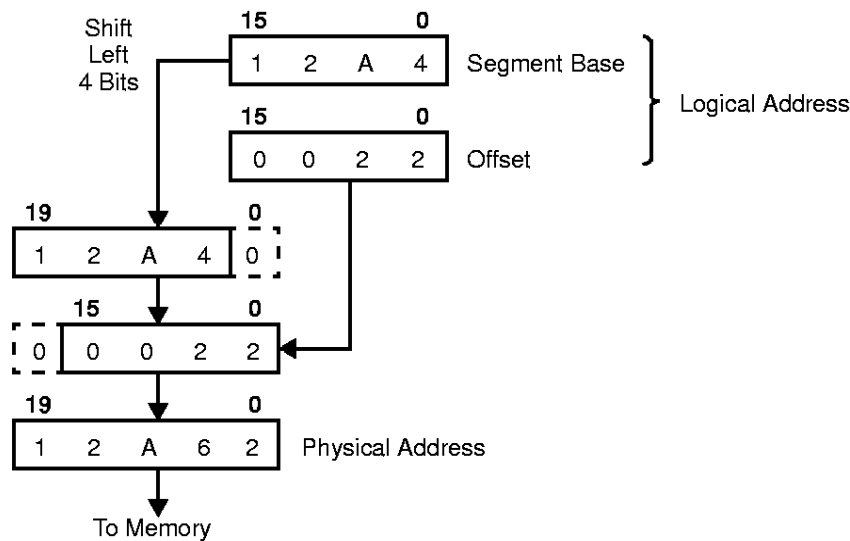 Shift
Left
4 Bits
15 0
1 2 A 4
Segment Base
15 0
0 0 2 2
Offset
Logical Address
19 0
1 2 A 4 0
15 0
0 0 0 2 2
19 0
1 2 A 6 2
Physical Address
To Memory